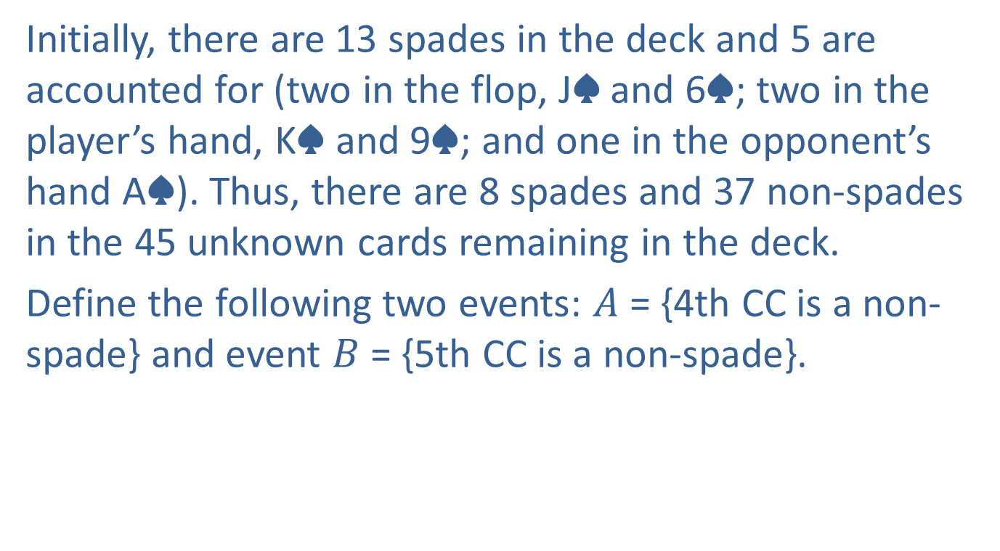 Initially, there are 13 spades in the deck and 5 are
accounted for (two in the flop, J♠ and 6♠; two in the
player’s hand, K♠ and 9♠; and one in the opponent’s
hand A♠). Thus, there are 8 spades and 37 non-spades
in the 45 unknown cards remaining in the deck.
Define the following two events: A = {4th CC is a non-
spade} and event B = {5th CC is a non-spade}.